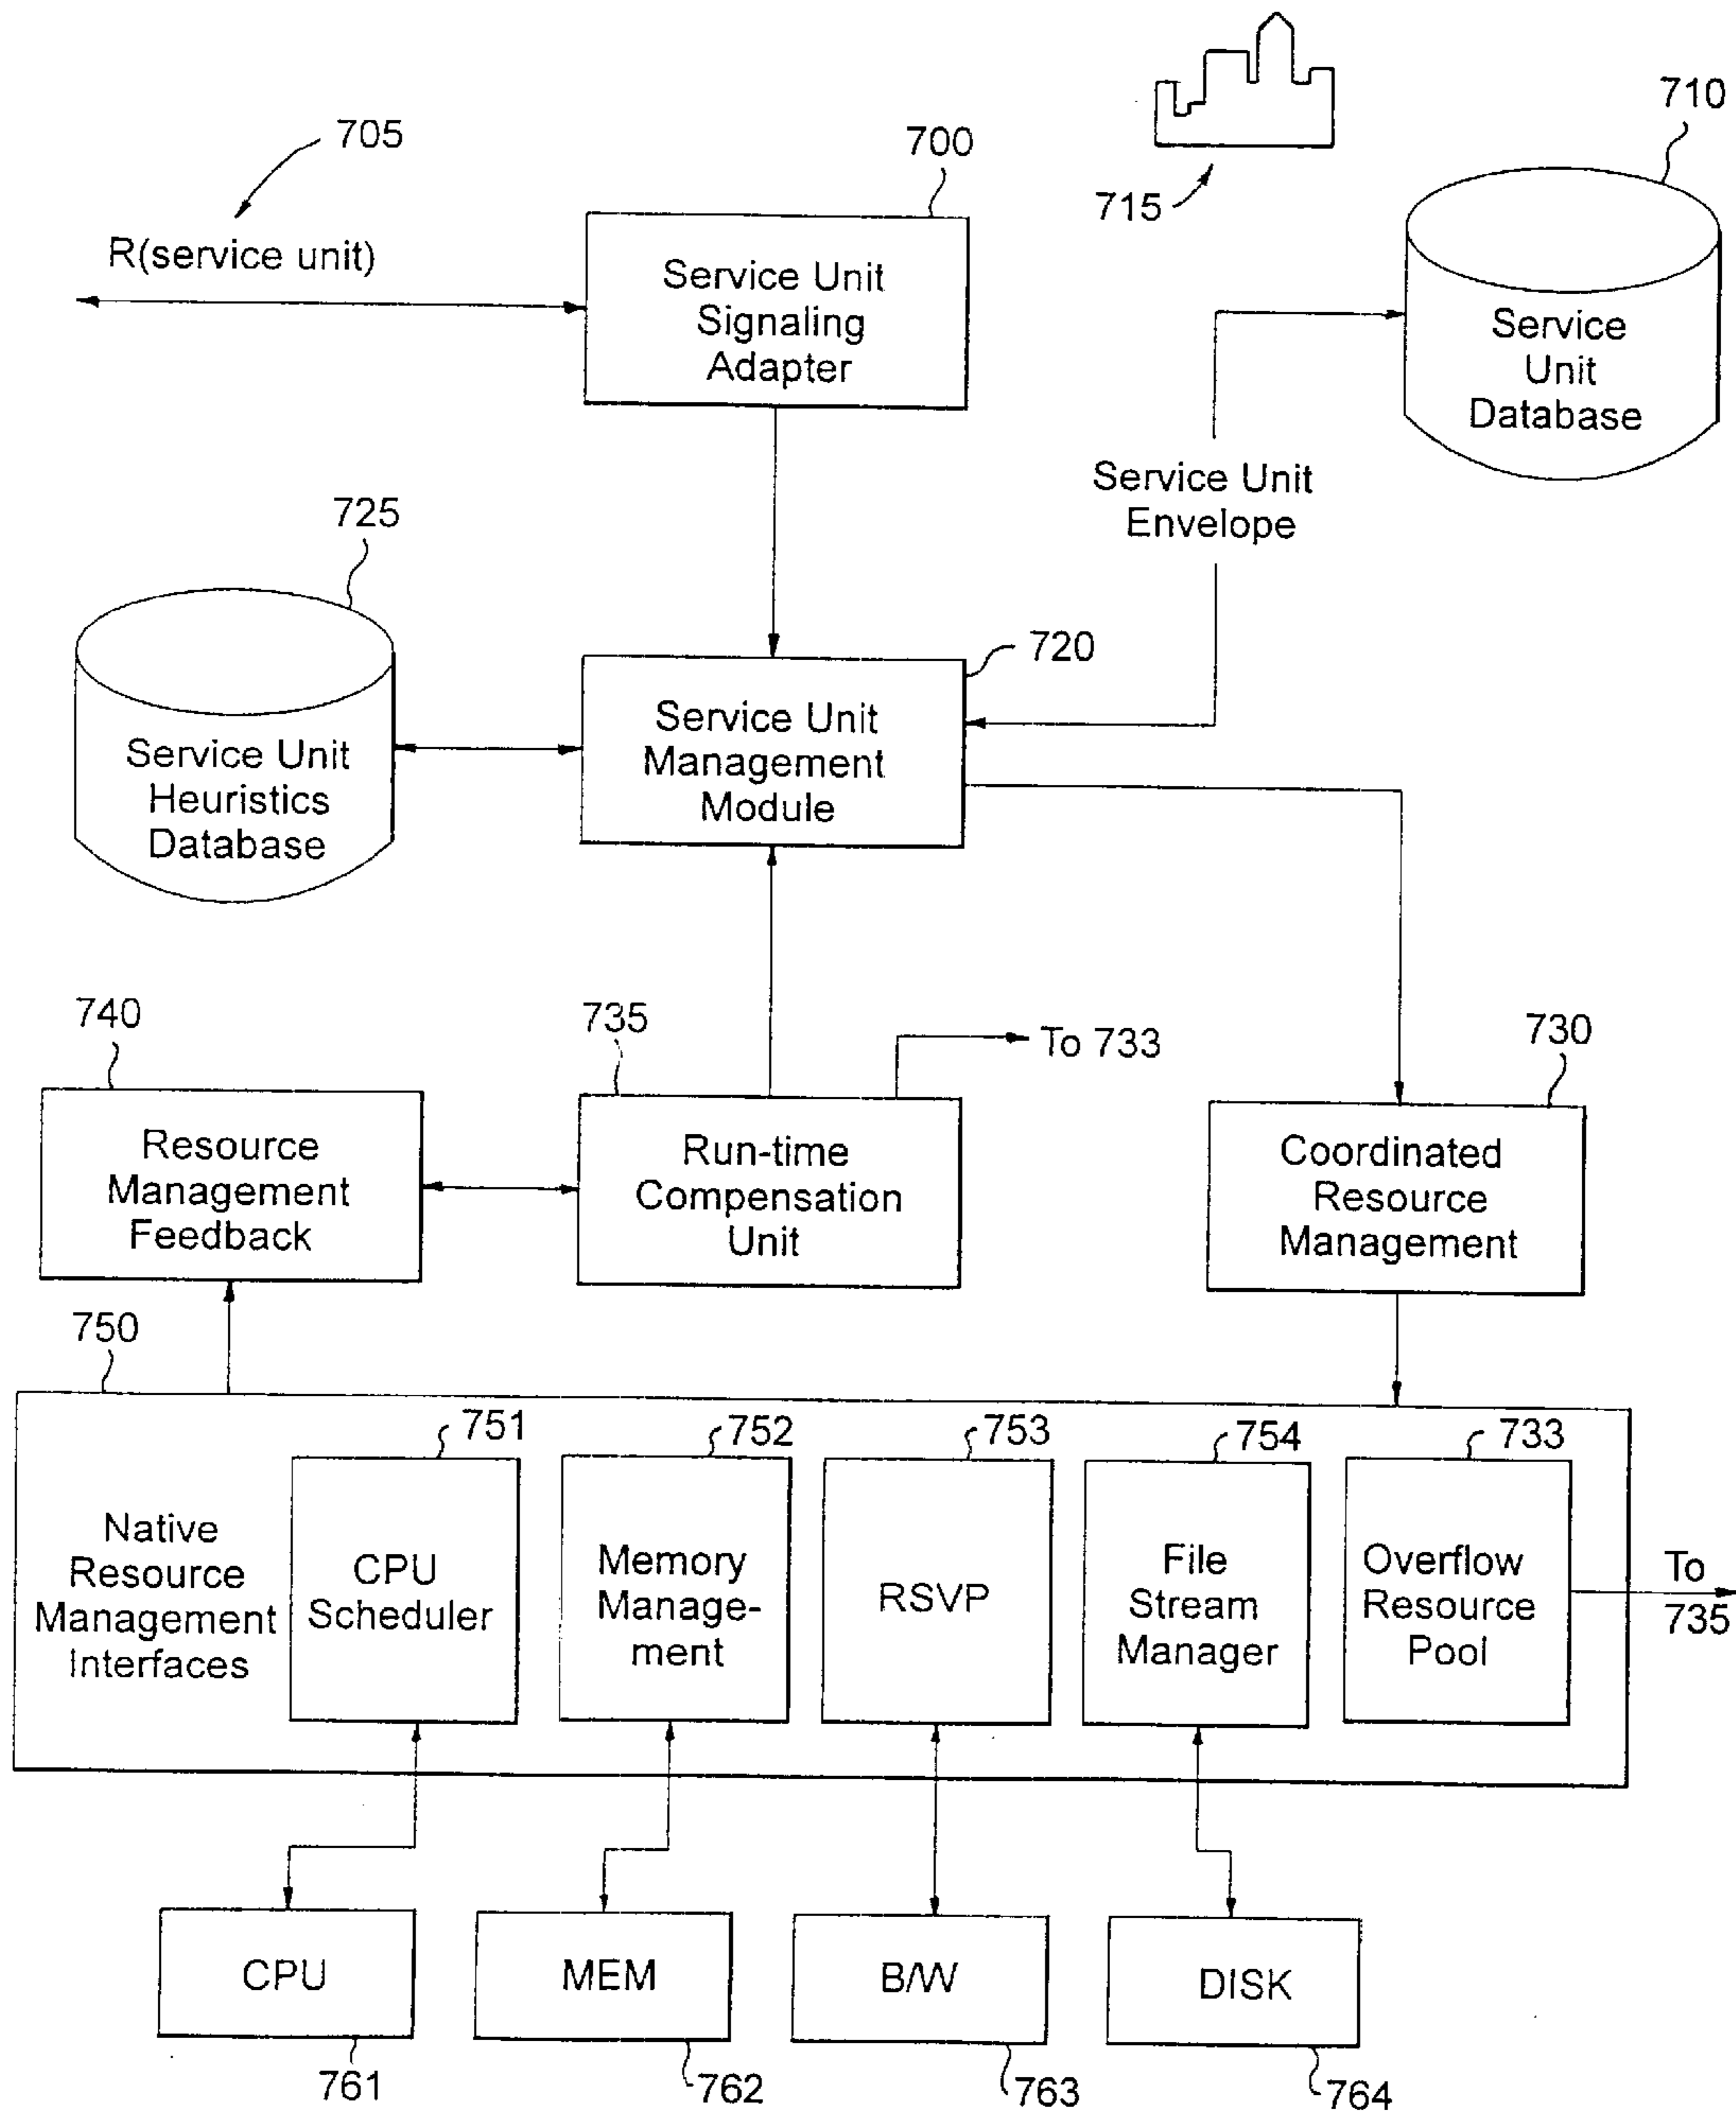 705
700
710
715
R(service unit)
Service Unit
Signaling
Adapter
Service
Unit
Database
Service Unit
Envelope
725
720
Service Unit
Heuristics
Database
Service Unit
Management
Module
740
735
To 733
730
Resource
Management
Feedback
Run-time
Compensation
Unit
Coordinated
Resource
Management
750
751
752
753
754
733
Native
Resource
Management
Interfaces
CPU
Scheduler
Memory
Manage-
ment
RSVP
File
Stream
Manager
Overflow
Resource
Pool
To
735
CPU
MEM
B/W
DISK
761
762
763
764